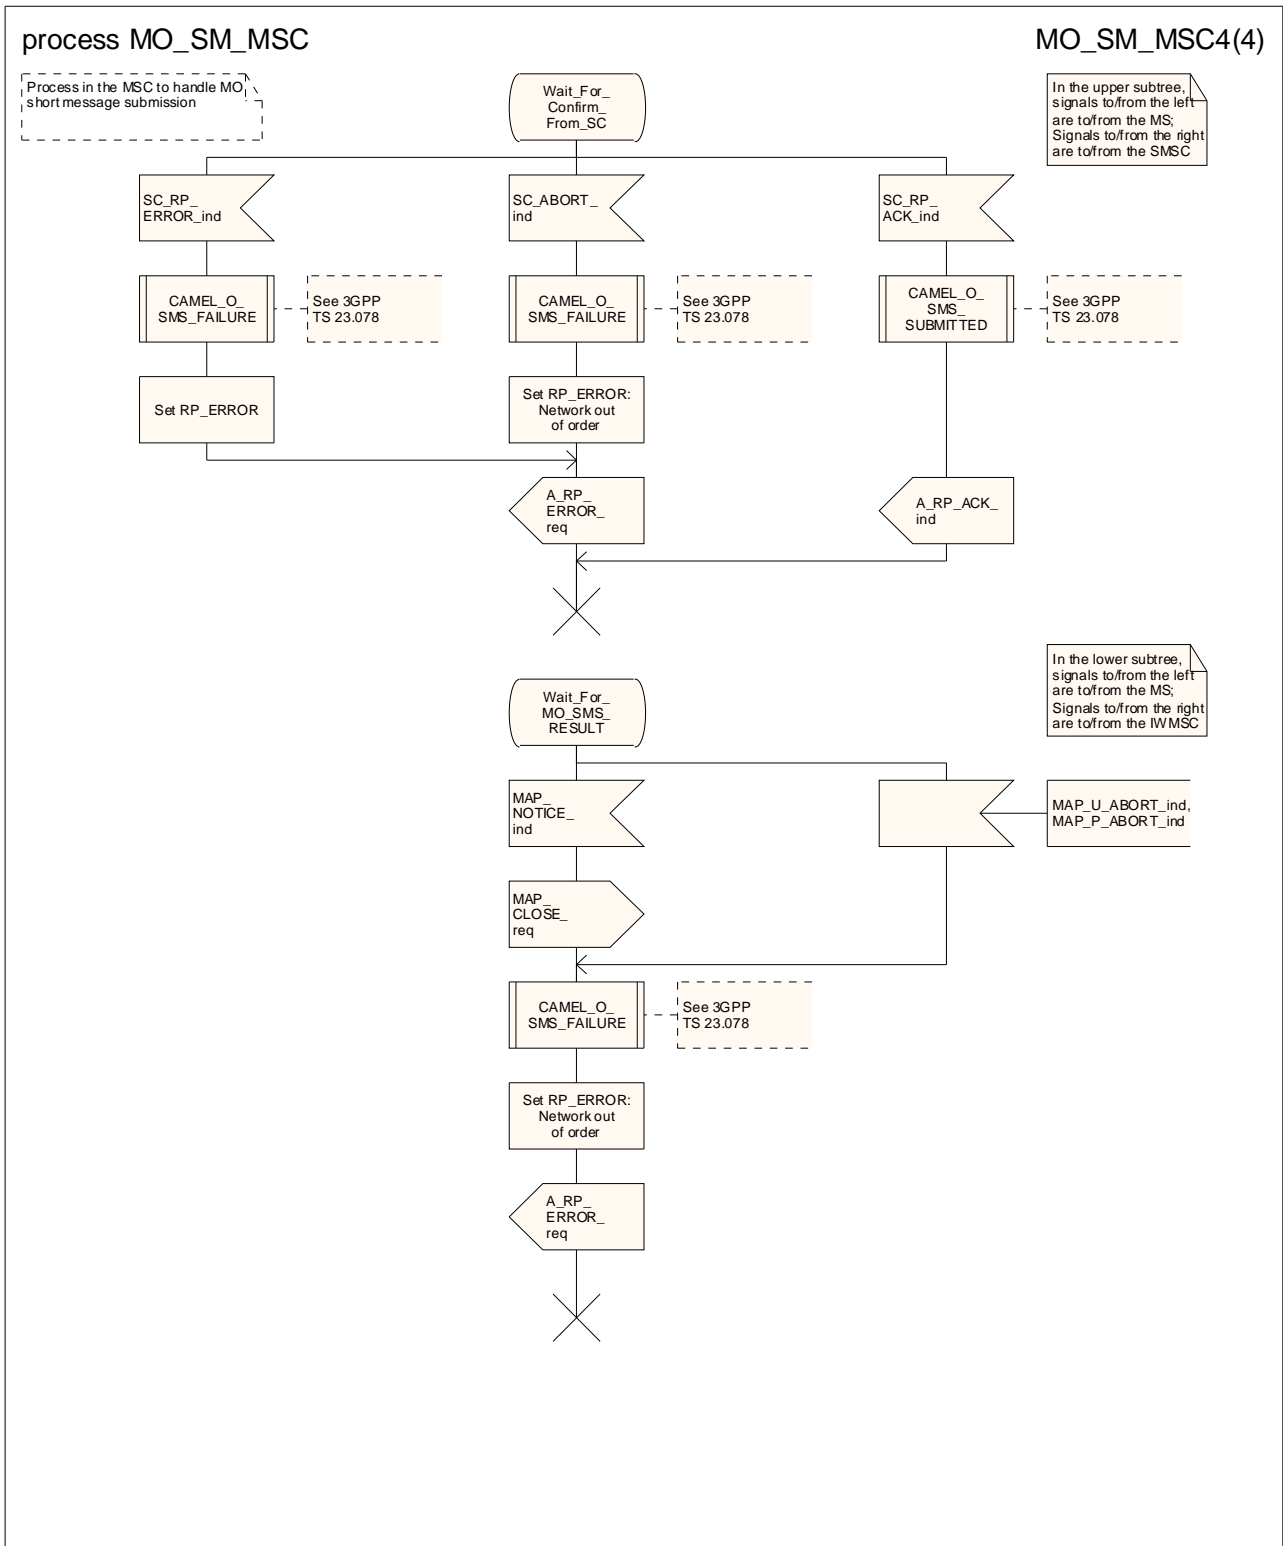 process MO_SM_MSC
MO_SM_MSC4(4)
Process in the MSC to handle MO
short message submission
Wait_For_
Confirm_
From_SC
In the upper subtree,
signals to/from the left
are to/from the MS;
Signals to/from the right
are to/from the SMSC
SC_RP_
ERROR_ind
SC_ABORT_
ind
SC_RP_
ACK_ind
CAMEL_O_
SMS_FAILURE
See 3GPP
TS 23.078
CAMEL_O_
SMS_FAILURE
See 3GPP
TS 23.078
CAMEL_O_
SMS_
SUBMITTED
See 3GPP
TS 23.078
Set RP_ERROR
Set RP_ERROR:
Network out
of order
A_RP_
ERROR_
req
A_RP_ACK_
ind
In the lower subtree,
signals to/from the left
are to/from the MS;
Signals to/from the right
are to/from the IWMSC
Wait_For_
MO_SMS_
RESULT
MAP_
NOTICE_
ind
MAP_U_ABORT_ind,
MAP_P_ABORT_ind
MAP_
CLOSE_
req
CAMEL_O_
SMS_FAILURE
See 3GPP
TS 23.078
Set RP_ERROR:
Network out
of order
A_RP_
ERROR_
req